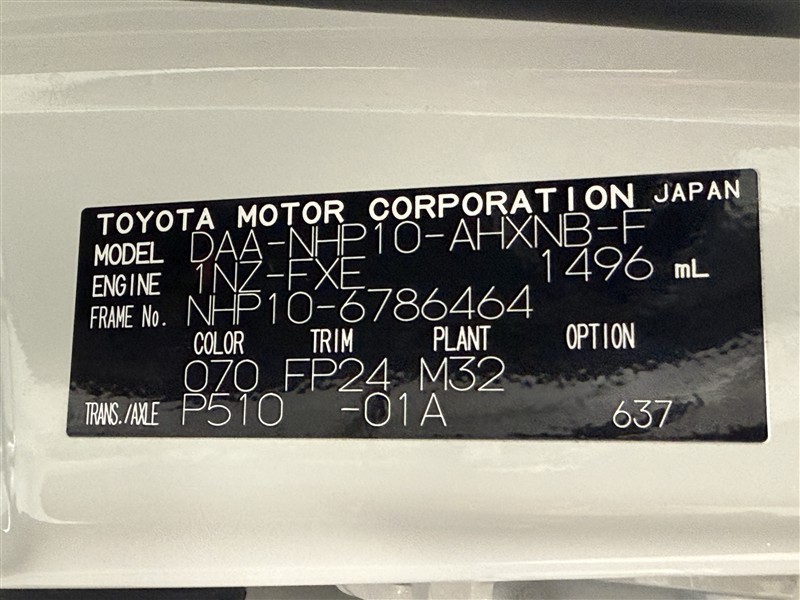 TOYOTA MOTOR CORPORATION JAPAN
MODEL DAA-NHP10-AHXNB-F
ENGINE 1NZ-FXE 1496 mL
FRAME No. NHP10-6786464
COLOR TRIM PLANT OPTION
070 FP24 M32
TRANS./AXLE P510 -01A 637